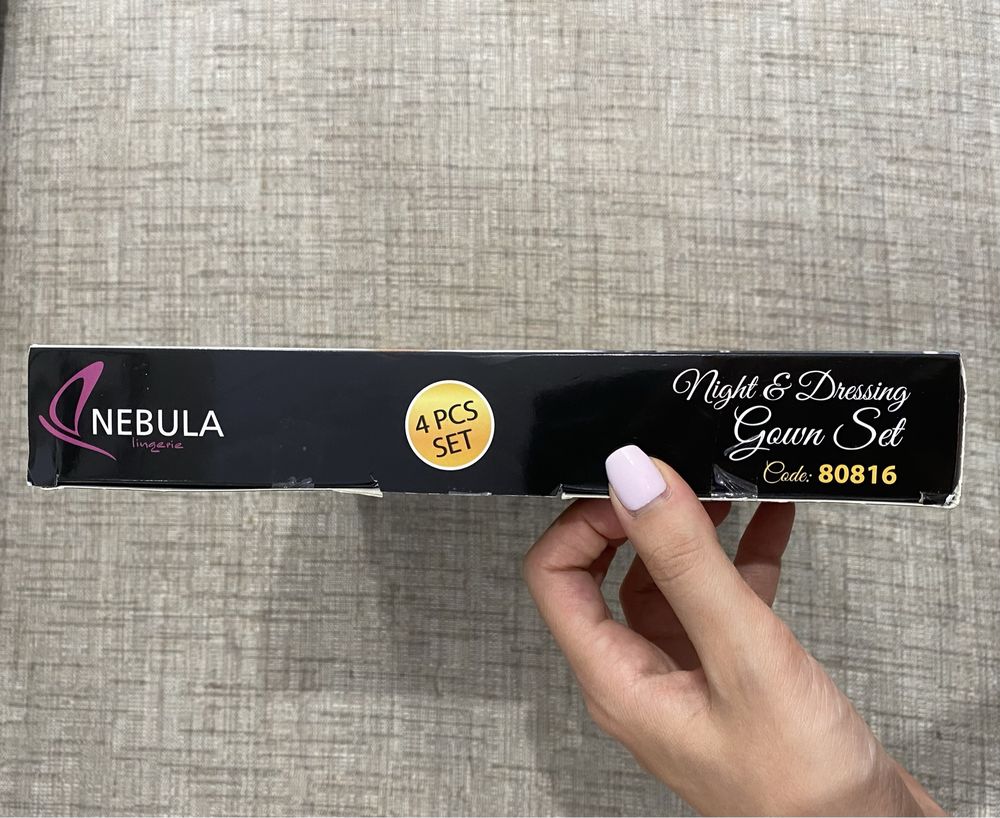 NEBULA
lingerie
4 PCS
SET
Night & Dressing
Gown Set
Code: 80816